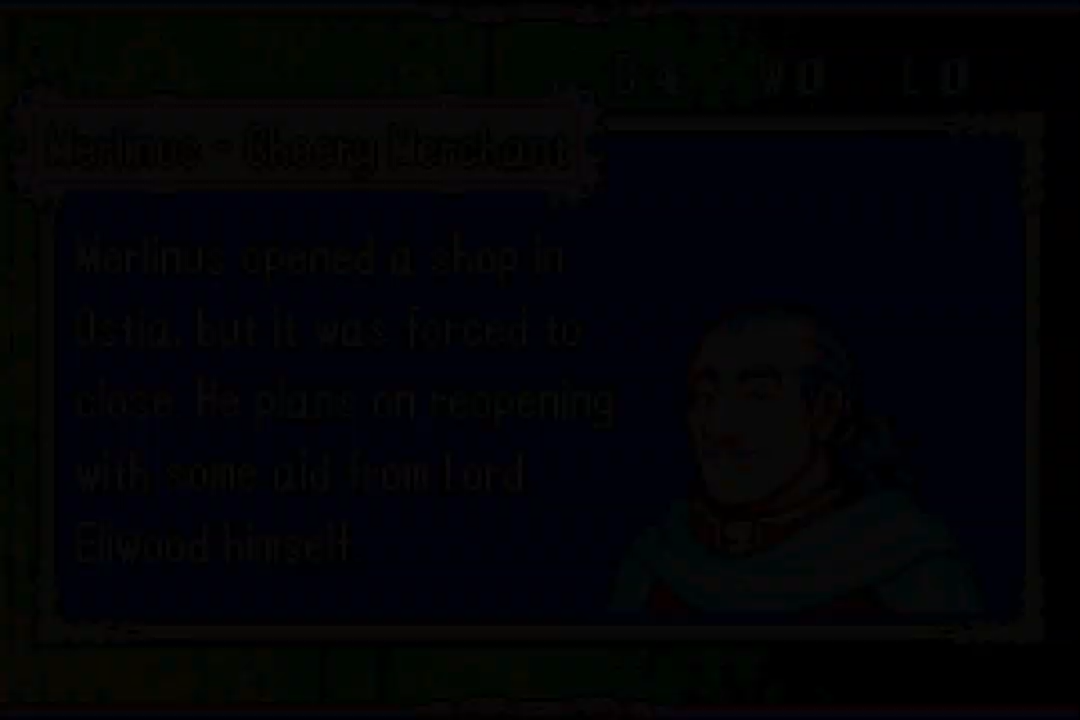 Merlinus - Cheery Merchant
Merlinus opened a shop in
Ostia, but it was forced to
close. He plans on reopening
with some aid from Lord
Eliwood himself.